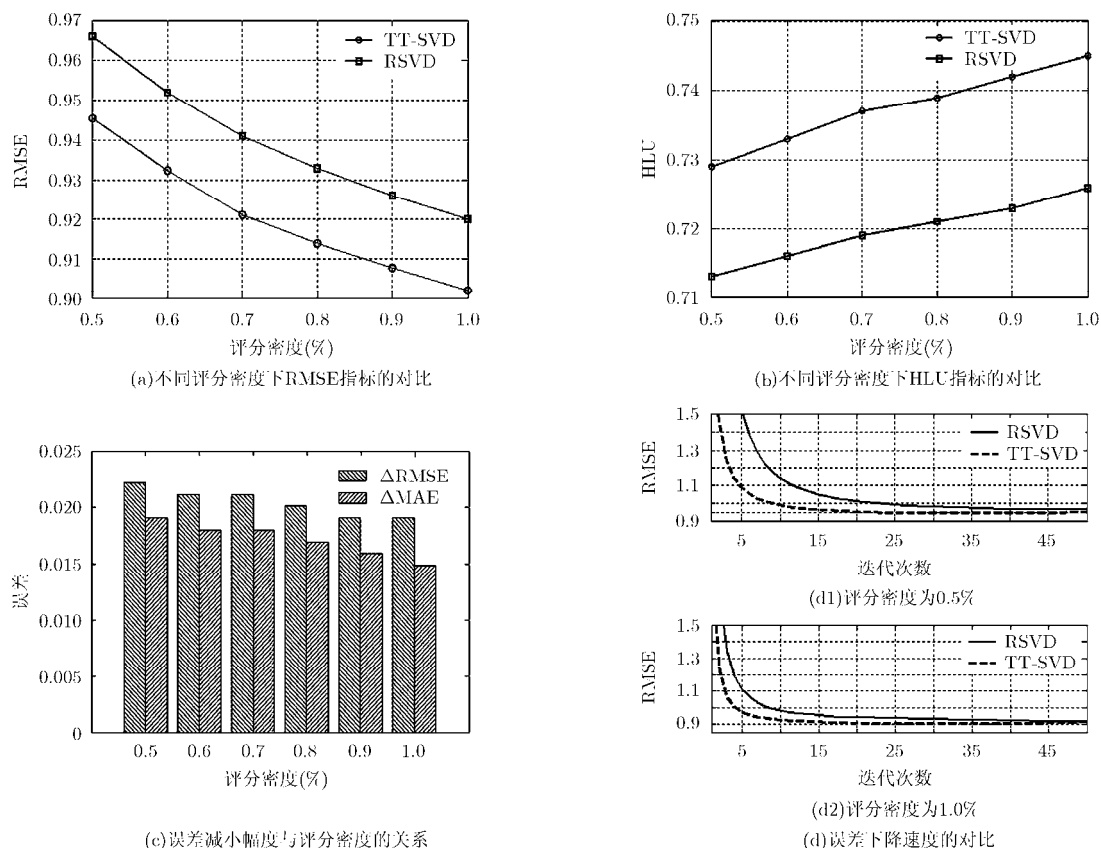 0.97
0.96
0.95
0.94
0.93
0.92
0.91
0.90
RMSE
TT-SVD
RSVD
0.5 0.6 0.7 0.8 0.9 1.0
评分密度(%)
(a)不同评分密度下RMSE指标的对比
0.75
0.74
0.73
0.72
0.71
HLU
TT-SVD
RSVD
0.5 0.6 0.7 0.8 0.9 1.0
评分密度(%)
(b)不同评分密度下HLU指标的对比
0.025
0.020
0.015
0.010
0.005
0
误差
ΔRMSE
ΔMAE
0.5 0.6 0.7 0.8 0.9 1.0
评分密度(%)
(c)误差减小幅度与评分密度的关系
1.5
1.3
1.1
0.9
RMSE
RSVD
TT-SVD
5 15 25 35 45
迭代次数
(d1)评分密度为0.5%
1.5
1.3
1.1
0.9
RMSE
RSVD
TT-SVD
5 15 25 35 45
迭代次数
(d2)评分密度为1.0%
(d)误差下降速度的对比